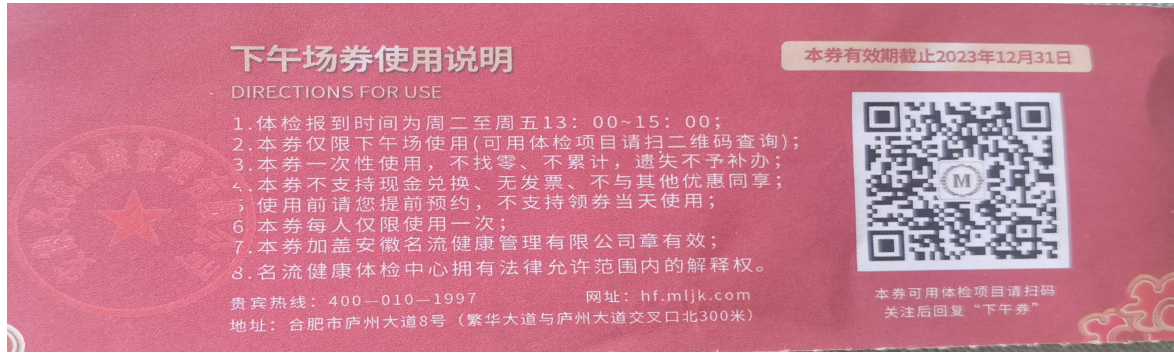 下午场券使用说明
本券有效期截止2023年12月31日
DIRECTIONS FOR USE
1.体检报到时间为周二至周五13：00~15：00；
2.本券仅限下午场使用(可用体检项目请扫二维码查询)；
3.本券一次性使用，不找零、不累计，遗失不予补办；
4.本券不支持现金兑换、无发票、不与其他优惠同享；
5 使用前请您提前预约，不支持领券当天使用；
6 本券每人仅限使用一次；
7.本券加盖安徽名流健康管理有限公司章有效；
8.名流健康体检中心拥有法律允许范围内的解释权。
贵宾热线：400—010—1997 网址：hf.mljk.com
地址：合肥市庐州大道8号（繁华大道与庐州大道交叉口北300米）
M
本券可用体检项目请扫码
关注后回复“下午券”